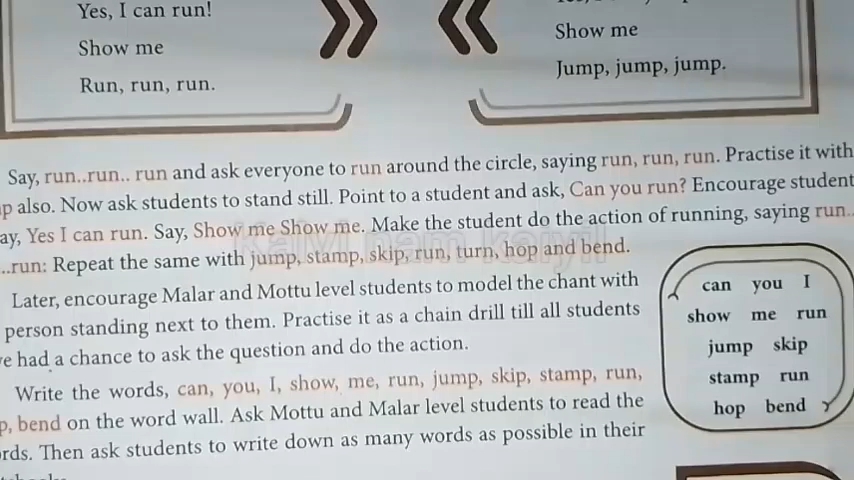 Yes, I can run!
Show me
Run, run, run.
Show me
Jump, jump, jump.
Say, run..run.. run and ask everyone to run around the circle, saying run, run, run. Practise it with
also. Now ask students to stand still. Point to a student and ask, Can you run? Encourage student
Yes I can run. Say, Show me Show me. Make the student do the action of running, saying run..
..run: Repeat the same with jump, stamp, skip, run, turn, hop and bend.
Kalvi nam kaiyil
Later, encourage Malar and Mottu level students to model the chant with
person standing next to them. Practise it as a chain drill till all students
had a chance to ask the question and do the action.
Write the words, can, you, I, show, me, run, jump, skip, stamp, run,
bend on the word wall. Ask Mottu and Malar level students to read the
Then ask students to write down as many words as possible in their
can you I
show me run
jump skip
stamp run
hop bend